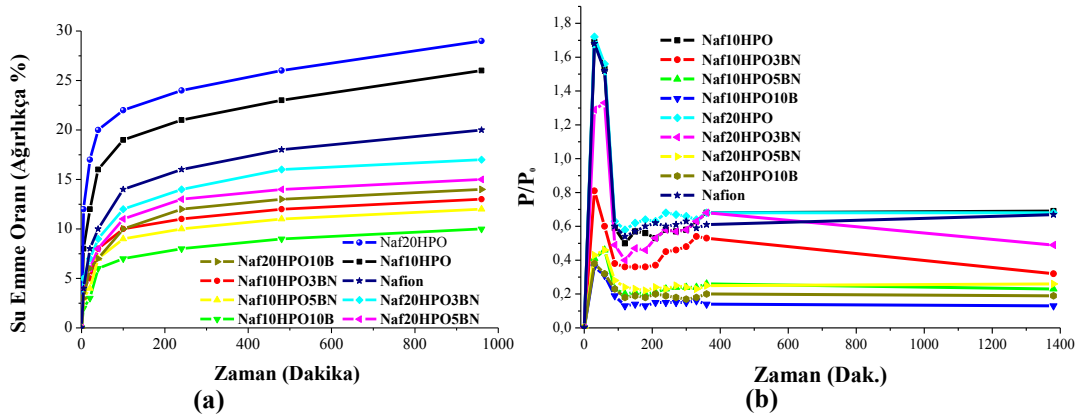 30
25
20
15
10
5
0
Su Emme Oranı (Ağırlıkça %)
Naf20HPO
Naf20HPO10B
Naf10HPO
Naf10HPO3BN
Nafion
Naf10HPO5BN
Naf20HPO3BN
Naf10HPO10B
Naf20HPO5BN
0 200 400 600 800 1000
Zaman (Dakika)
(a)
1,8
1,6
1,4
1,2
1,0
0,8
0,6
0,4
0,2
0,0
P/P0
Naf10HPO
Naf10HPO3BN
Naf10HPO5BN
Naf10HPO10B
Naf20HPO
Naf20HPO3BN
Naf20HPO5BN
Naf20HPO10B
Nafion
0 200 400 600 800 1000 1200 1400
Zaman (Dak.)
(b)